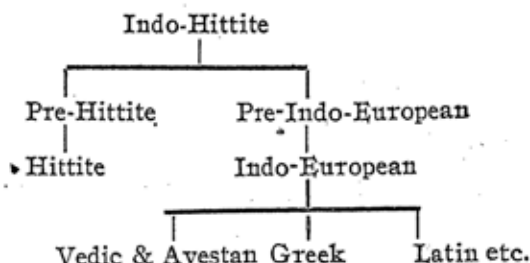 Indo-Hittite
Pre-Hittite Pre-Indo-European
Hittite Indo-European
Vedic & Avestan Greek Latin etc.